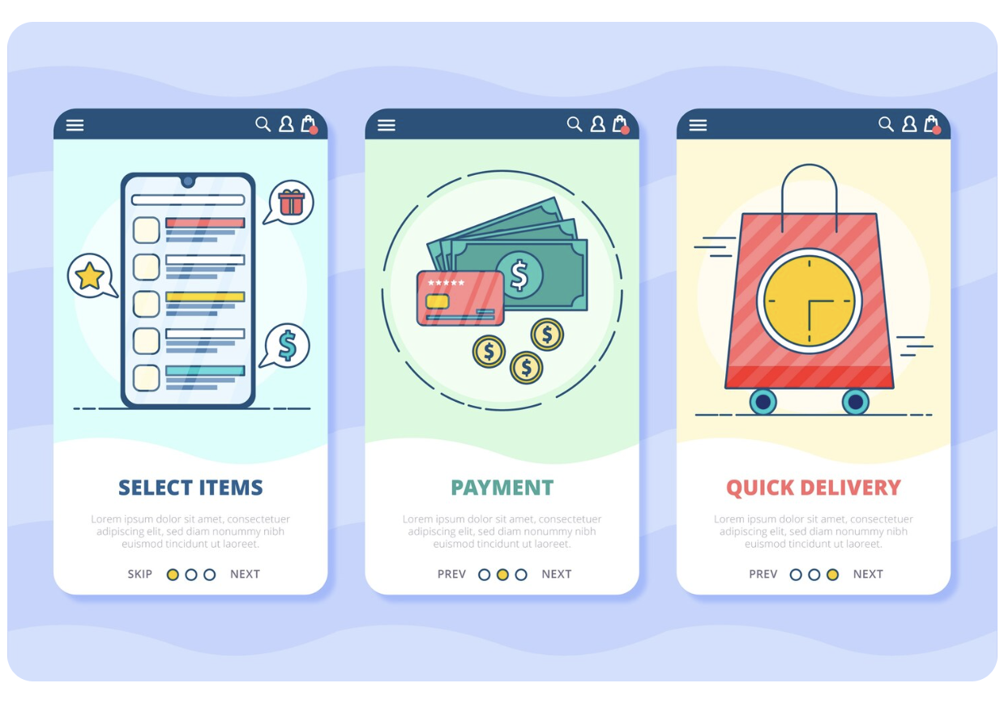 SELECT ITEMS
Lorem ipsum dolor sit amet, consectetuer
adipiscing elit, sed diam nonummy nibh
euismod tincidunt ut laoreet.
SKIP NEXT
$
PAYMENT
Lorem ipsum dolor sit amet, consectetuer
adipiscing elit, sed diam nonummy nibh
euismod tincidunt ut laoreet.
PREV NEXT
$
$
$
$
QUICK DELIVERY
Lorem ipsum dolor sit amet, consectetuer
adipiscing elit, sed diam nonummy nibh
euismod tincidunt ut laoreet.
PREV NEXT